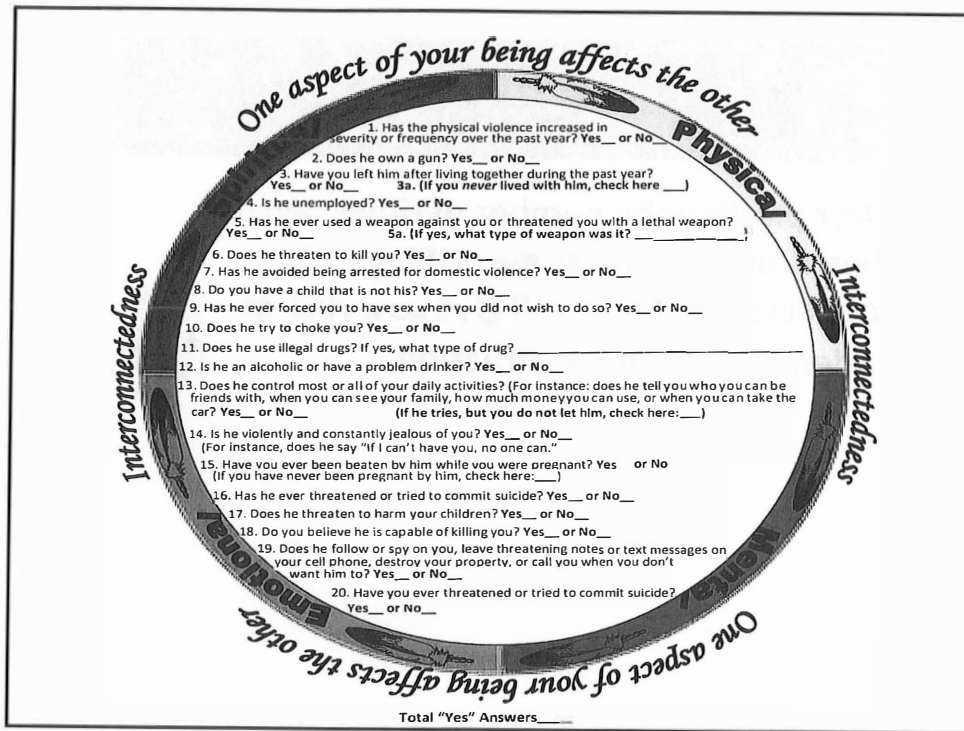 One aspect of your being affects the other
Spiritual
Physical
1. Has the physical violence increased in
severity or frequency over the past year? Yes__ or No__
2. Does he own a gun? Yes__ or No__
3. Have you left him after living together during the past year?
Yes__ or No__ 3a. (If you never lived with him, check here ___)
4. Is he unemployed? Yes__ or No__
5. Has he ever used a weapon against you or threatened you with a lethal weapon?
Yes__ or No__ 5a. (If yes, what type of weapon was it? ______________)
6. Does he threaten to kill you? Yes__ or No__
7. Has he avoided being arrested for domestic violence? Yes__ or No__
8. Do you have a child that is not his? Yes__ or No__
9. Has he ever forced you to have sex when you did not wish to do so? Yes__ or No__
10. Does he try to choke you? Yes__ or No__
11. Does he use illegal drugs? If yes, what type of drug? ______________________________
12. Is he an alcoholic or have a problem drinker? Yes__ or No__
13. Does he control most or all of your daily activities? (For instance: does he tell you who you can be
friends with, when you can see your family, how much money you can use, or when you can take the
car? Yes__ or No__ (If he tries, but you do not let him, check here:___)
14. Is he violently and constantly jealous of you? Yes__ or No__
(For instance, does he say "If I can't have you, no one can."
15. Have you ever been beaten by him while you were pregnant? Yes or No
(If you have never been pregnant by him, check here:___)
16. Has he ever threatened or tried to commit suicide? Yes__ or No__
17. Does he threaten to harm your children? Yes__ or No__
18. Do you believe he is capable of killing you? Yes__ or No__
19. Does he follow or spy on you, leave threatening notes or text messages on
your cell phone, destroy your property, or call you when you don't
want him to? Yes__ or No__
20. Have you ever threatened or tried to commit suicide?
Yes__ or No__
Interconnectedness
Interconnectedness
Emotional
Mental
One aspect of your being affects the other
Total "Yes" Answers____